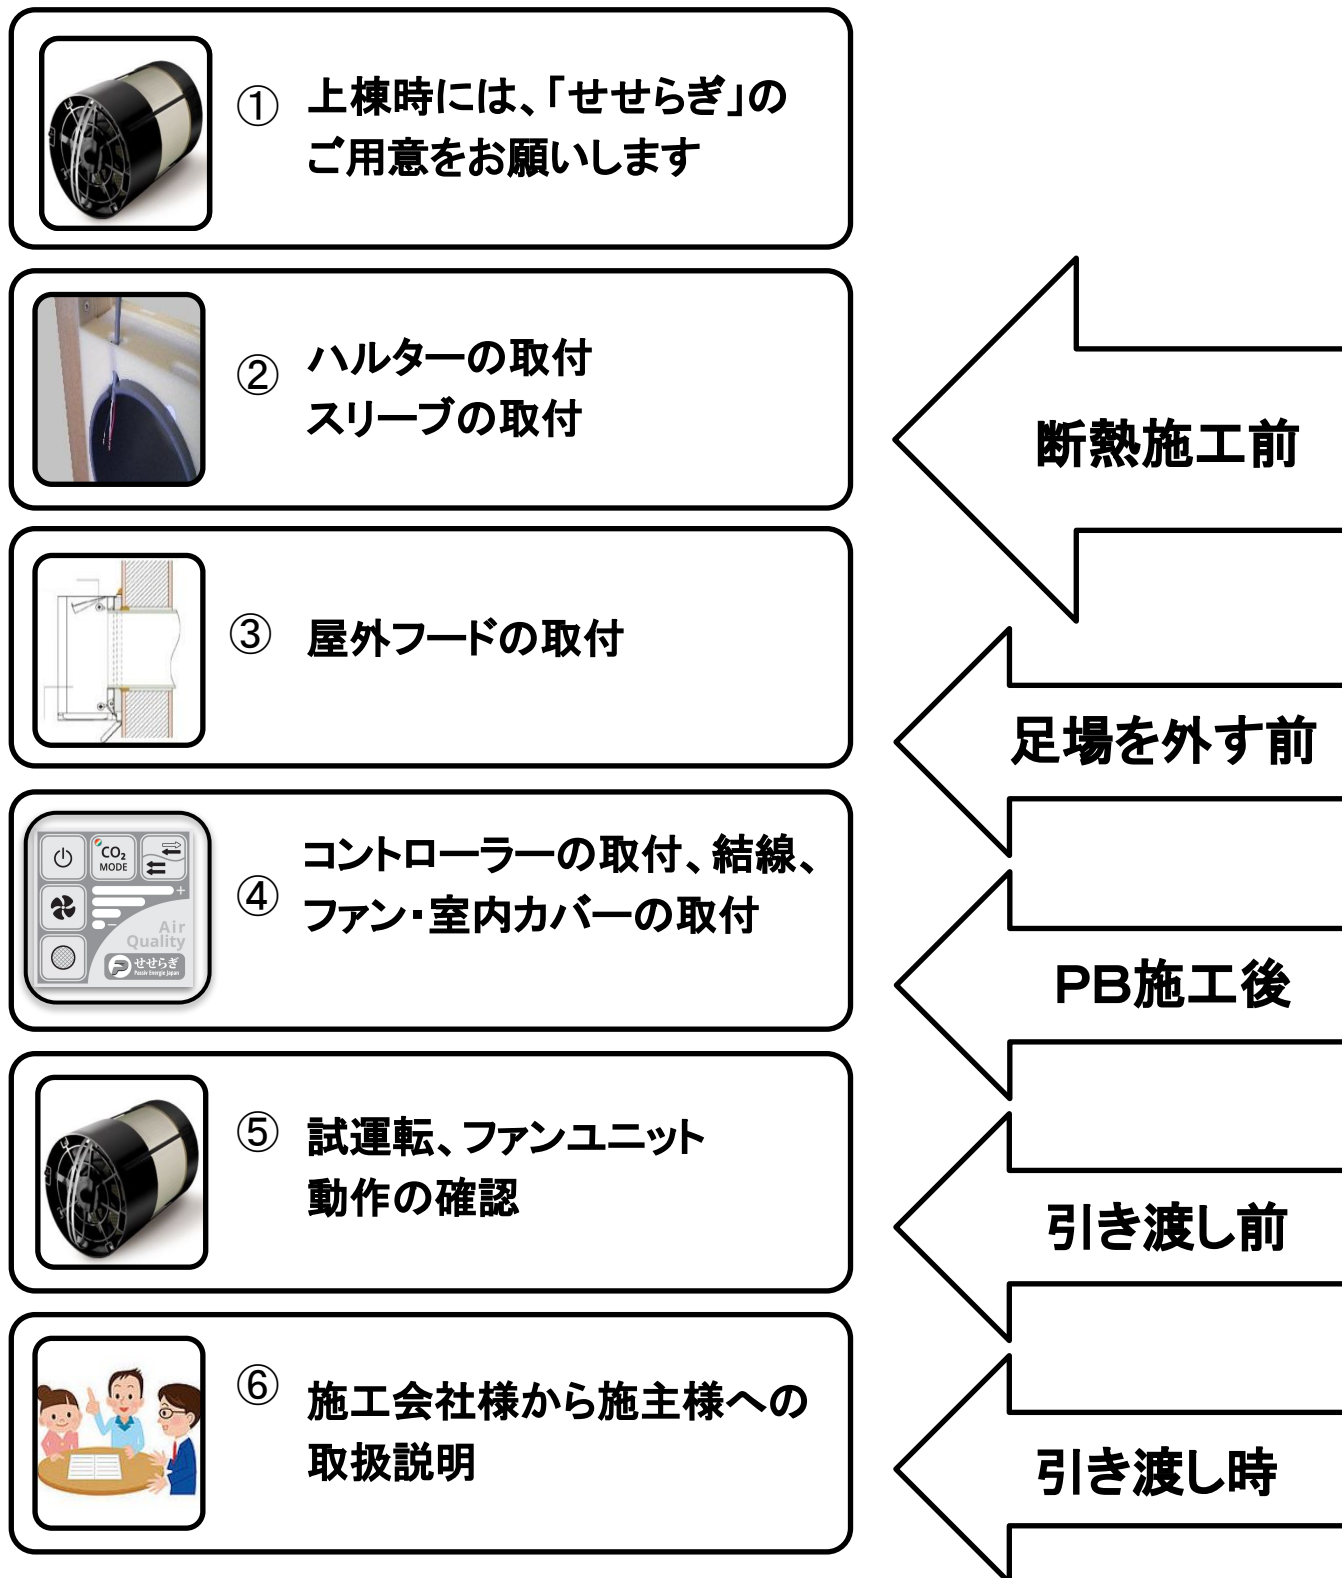 ① 上棟時には、「せせらぎ」の
ご用意をお願いします
② ハルターの取付
スリーブの取付
断熱施工前
③ 屋外フードの取付
足場を外す前
CO₂
MODE
+
−
Air
Quality
せせらぎ
Passiv Energie Japan
④ コントローラーの取付、結線、
ファン・室内カバーの取付
PB施工後
⑤ 試運転、ファンユニット
動作の確認
引き渡し前
⑥ 施工会社様から施主様への
取扱説明
引き渡し時